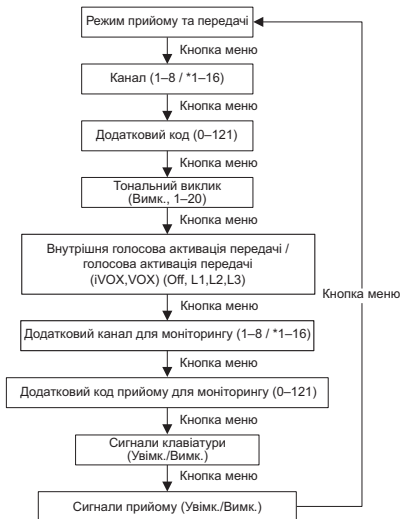 Режим прийому та передачі
Кнопка меню
Канал (1–8 / *1–16)
Кнопка меню
Додатковий код (0–121)
Кнопка меню
Тональний виклик
(Вимк., 1–20)
Кнопка меню
Внутрішня голосова активація передачі /
голосова активація передачі
(iVOX,VOX) (Off, L1,L2,L3)
Кнопка меню
Кнопка меню
Додатковий канал для моніторингу (1–8 / *1–16)
Кнопка меню
Додатковий код прийому для моніторингу (0–121)
Кнопка меню
Сигнали клавіатури
(Увімк./Вимк.)
Кнопка меню
Сигнали прийому (Увімк./Вимк.)